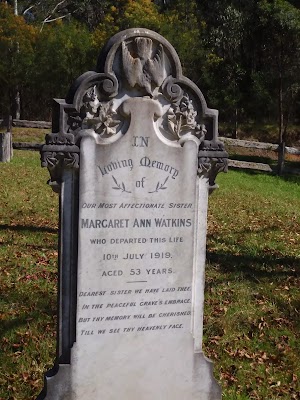 IN
Loving Memory
of
OUR MOST AFFECTIONATE SISTER
MARGARET ANN WATKINS
WHO DEPARTED THIS LIFE
10TH JULY 1919,
AGED 53 YEARS.
DEAREST SISTER WE HAVE LAID THEE,
IN THE PEACEFUL GRAVE'S EMBRACE,
BUT THY MEMORY WILL BE CHERISHED,
TILL WE SEE THY HEAVENLY FACE.